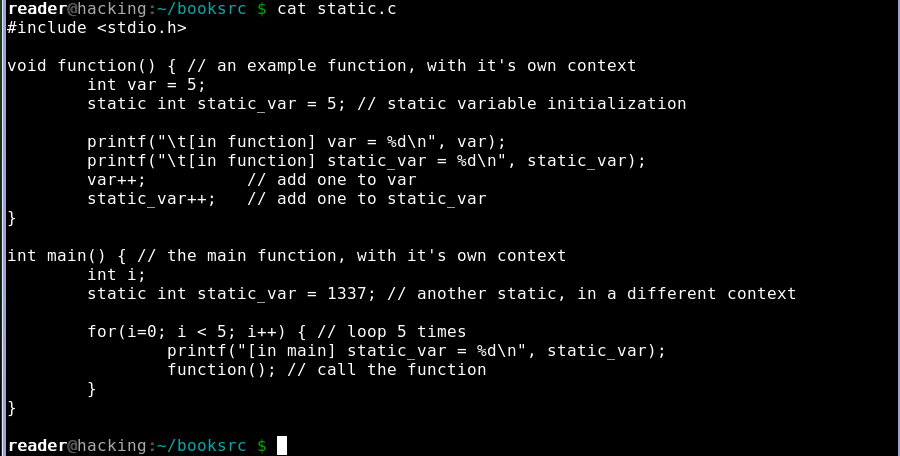 reader@hacking:~/booksrc $ cat static.c
#include <stdio.h>
void function() { // an example function, with it's own context
        int var = 5;
        static int static_var = 5; // static variable initialization
        printf("\t[in function] var = %d\n", var);
        printf("\t[in function] static_var = %d\n", static_var);
        var++;          // add one to var
        static_var++;   // add one to static_var
}
int main() { // the main function, with it's own context
        int i;
        static int static_var = 1337; // another static, in a different context
        for(i=0; i < 5; i++) { // loop 5 times
                printf("[in main] static_var = %d\n", static_var);
                function(); // call the function
        }
}
reader@hacking:~/booksrc $